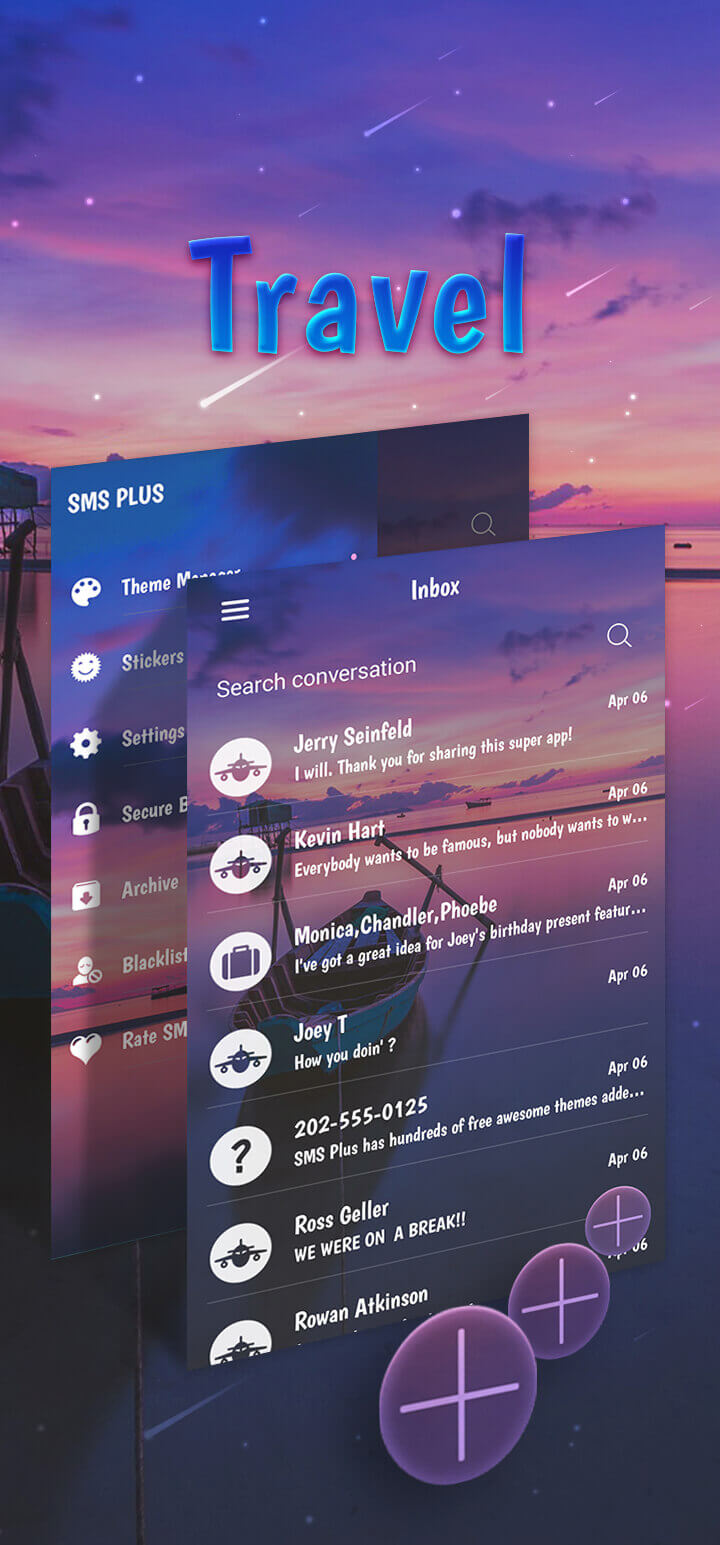 Travel
SMS PLUS
Theme Manager
Stickers
Settings
Secure B
Archive
Blacklist
Rate SM
Inbox
Search conversation
Apr 06
Jerry Seinfeld
I will. Thank you for sharing this super app!
Apr 06
Kevin Hart
Everybody wants to be famous, but nobody wants to w...
Apr 06
Monica,Chandler,Phoebe
I've got a great idea for Joey's birthday present featur...
Apr 06
Joey T
How you doin' ?
Apr 06
202-555-0125
SMS Plus has hundreds of free awesome themes adde...
Apr 06
Ross Geller
WE WERE ON A BREAK!!
06
Rowan Atkinson